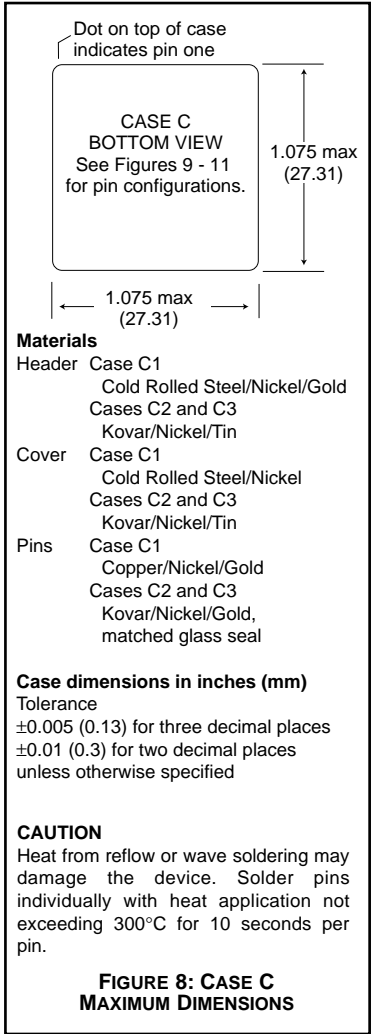 Dot on top of case
indicates pin one
CASE C
BOTTOM VIEW
See Figures 9 - 11
for pin configurations.
1.075 max
(27.31)
1.075 max
(27.31)
Materials
Header Case C1
Cold Rolled Steel/Nickel/Gold
Cases C2 and C3
Kovar/Nickel/Tin
Cover Case C1
Cold Rolled Steel/Nickel
Cases C2 and C3
Kovar/Nickel/Tin
Pins Case C1
Copper/Nickel/Gold
Cases C2 and C3
Kovar/Nickel/Gold,
matched glass seal
Case dimensions in inches (mm)
Tolerance
±0.005 (0.13) for three decimal places
±0.01 (0.3) for two decimal places
unless otherwise specified
CAUTION
Heat from reflow or wave soldering may
damage the device. Solder pins
individually with heat application not
exceeding 300°C for 10 seconds per
pin.
FIGURE 8: CASE C
MAXIMUM DIMENSIONS